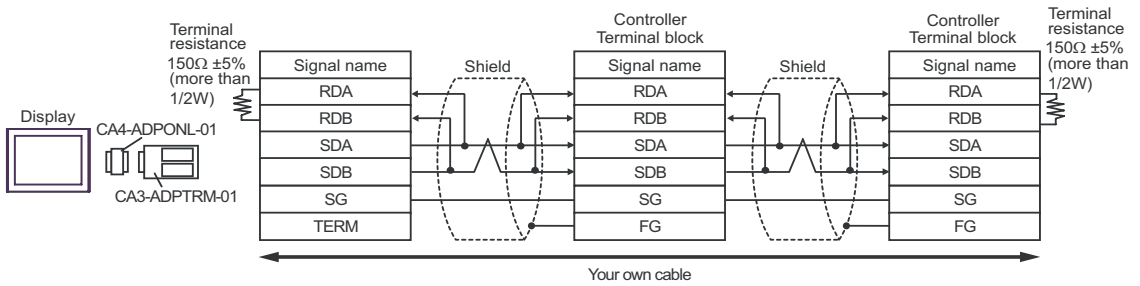 Terminal
resistance
150Ω ±5%
(more than
1/2W)
Display
CA4-ADPONL-01
CA3-ADPTRM-01
Signal name
RDA
RDB
SDA
SDB
SG
TERM
Shield
Controller
Terminal block
Signal name
RDA
RDB
SDA
SDB
SG
FG
Shield
Controller
Terminal block
Signal name
RDA
RDB
SDA
SDB
SG
FG
Terminal
resistance
150Ω ±5%
(more than
1/2W)
Your own cable